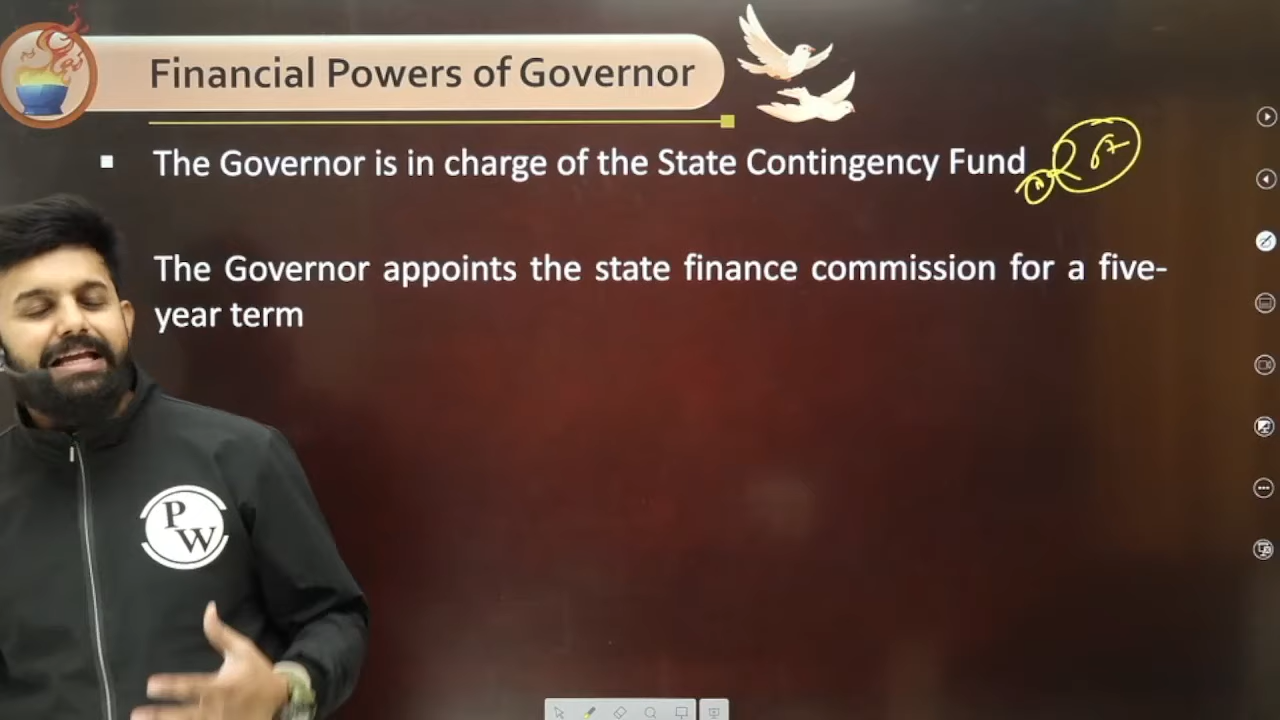 Financial Powers of Governor
The Governor is in charge of the State Contingency Fund
The Governor appoints the state finance commission for a five-
year term
P
W